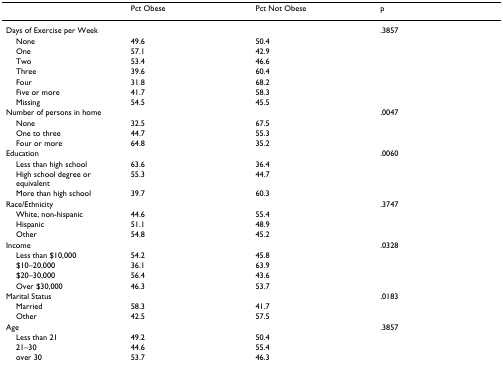 Pct Obese Pct Not Obese p
Days of Exercise per Week .3857
None 49.6 50.4
One 57.1 42.9
Two 53.4 46.6
Three 39.6 60.4
Four 31.8 68.2
Five or more 41.7 58.3
Missing 54.5 45.5
Number of persons in home .0047
None 32.5 67.5
One to three 44.7 55.3
Four or more 64.8 35.2
Education .0060
Less than high school 63.6 36.4
High school degree or 55.3 44.7
equivalent
More than high school 39.7 60.3
Race/Ethnicity .3747
White, non-hispanic 44.6 55.4
Hispanic 51.1 48.9
Other 54.8 45.2
Income .0328
Less than $10,000 54.2 45.8
$10–20,000 36.1 63.9
$20–30,000 56.4 43.6
Over $30,000 46.3 53.7
Marital Status .0183
Married 58.3 41.7
Other 42.5 57.5
Age .3857
Less than 21 49.2 50.4
21–30 44.6 55.4
over 30 53.7 46.3